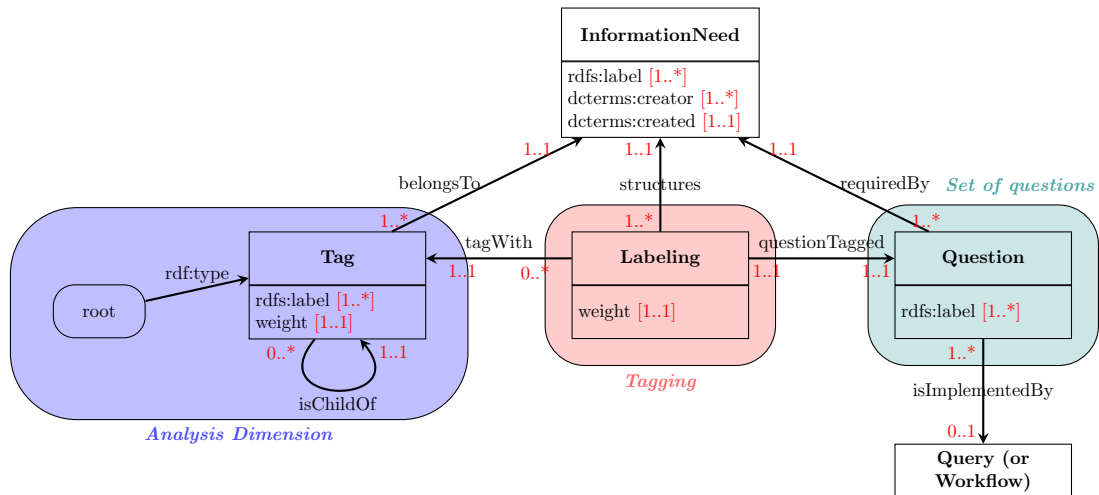 InformationNeed
rdfs:label [1..*]
dcterms:creator [1..*]
dcterms:created [1..1]
1..1
1..1
1..1
belongsTo
structures
requiredBy
Set of questions
1..*
1..*
1..*
Tag
tagWith
Labeling
questionTagged
Question
rdf:type
1..1
0..*
1..1
1..1
root
rdfs:label [1..*]
weight [1..1]
weight [1..1]
rdfs:label [1..*]
0..*
1..1
1..*
isChildOf
Tagging
isImplementedBy
Analysis Dimension
0..1
Query (or
Workflow)